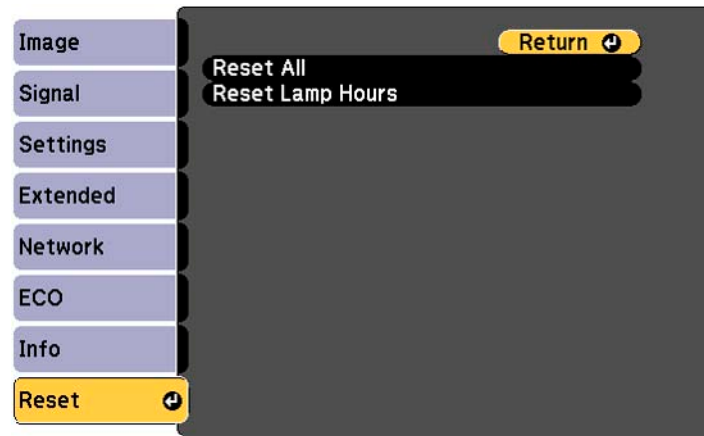 Image
Signal
Settings
Extended
Network
ECO
Info
Reset
Return
Reset All
Reset Lamp Hours